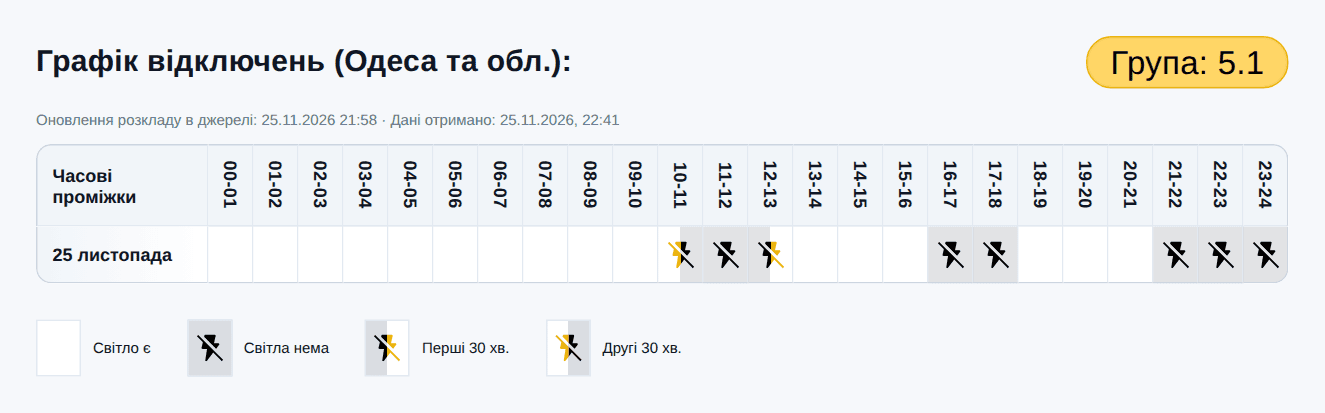 Графік відключень (Одеса та обл.):
Група: 5.1
Оновлення розкладу в джерелі: 25.11.2026 21:58 · Дані отримано: 25.11.2026, 22:41
Часові
проміжки
00-01
01-02
02-03
03-04
04-05
05-06
06-07
07-08
08-09
09-10
10-11
11-12
12-13
13-14
14-15
15-16
16-17
17-18
18-19
19-20
20-21
21-22
22-23
23-24
25 листопада
Світло є
Світла нема
Перші 30 хв.
Другі 30 хв.